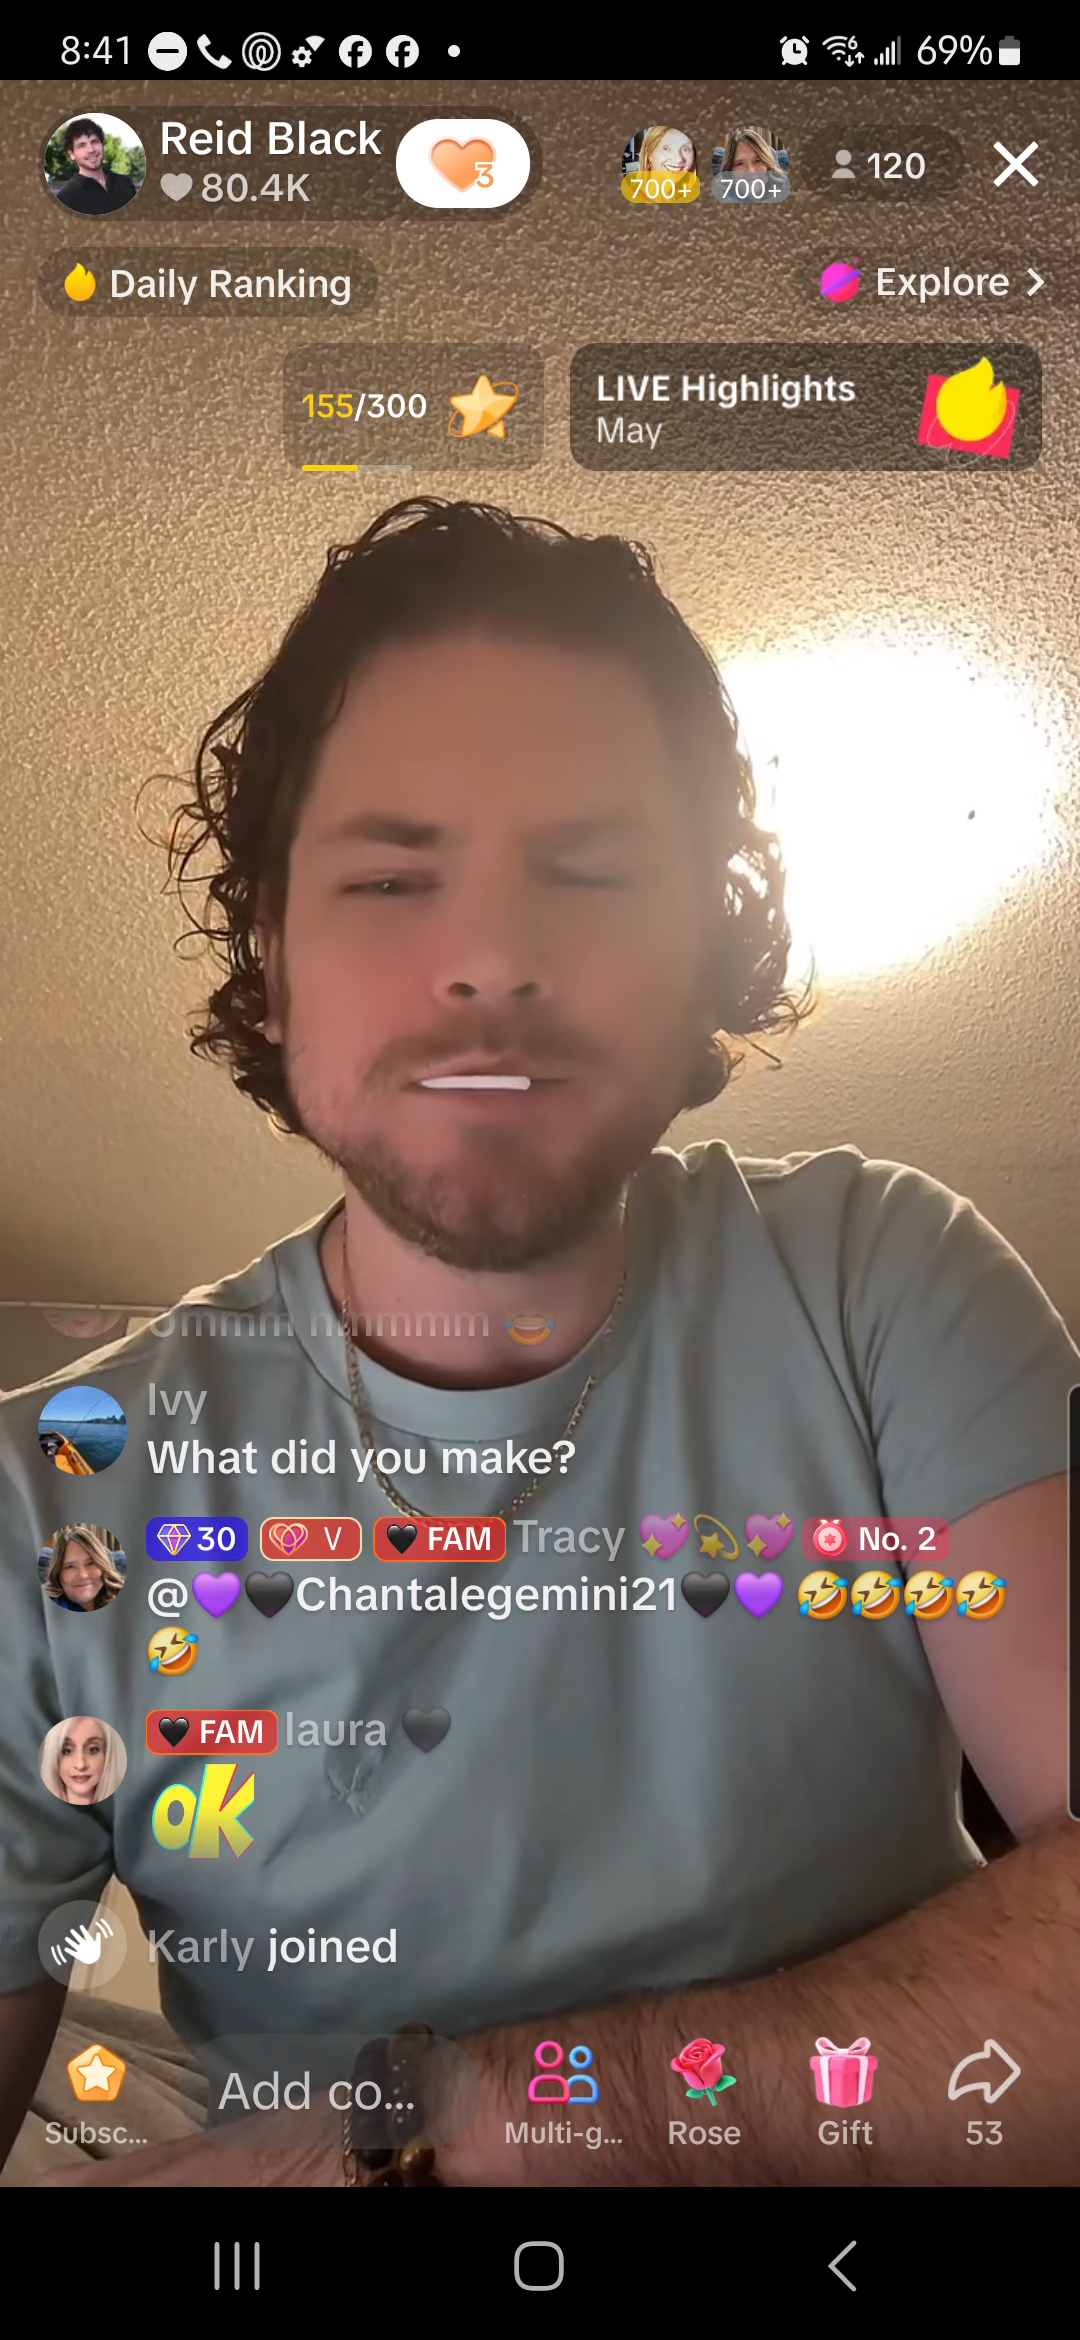 8:41
69%
Reid Black
80.4K
3
700+
700+
120
Daily Ranking
Explore
155/300
LIVE Highlights
May
mmm
Ivy
What did you make?
30 V 🖤 FAM Tracy 💖💫💖 No. 2
@💜🖤Chantalegemini21🖤💜 🤣🤣🤣🤣
🤣
🖤 FAM laura 🖤
OK
Karly joined
Add co...
Subsc...
Multi-g...
Rose
Gift
53